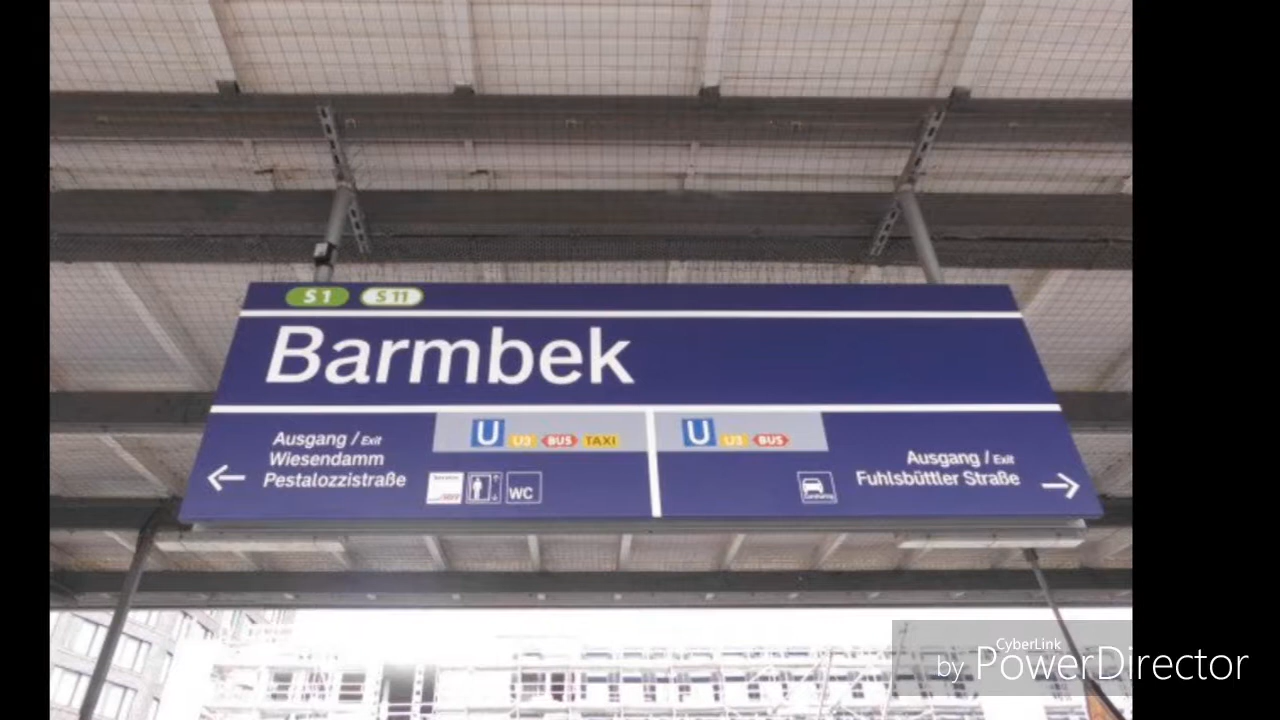 S1 S11
Barmbek
Ausgang / Exit
Wiesendamm
Pestalozzistraße
U U3 BUS TAXI
WC
U U3 BUS
Ausgang / Exit
Fuhlsbüttler Straße
CyberLink
by PowerDirector